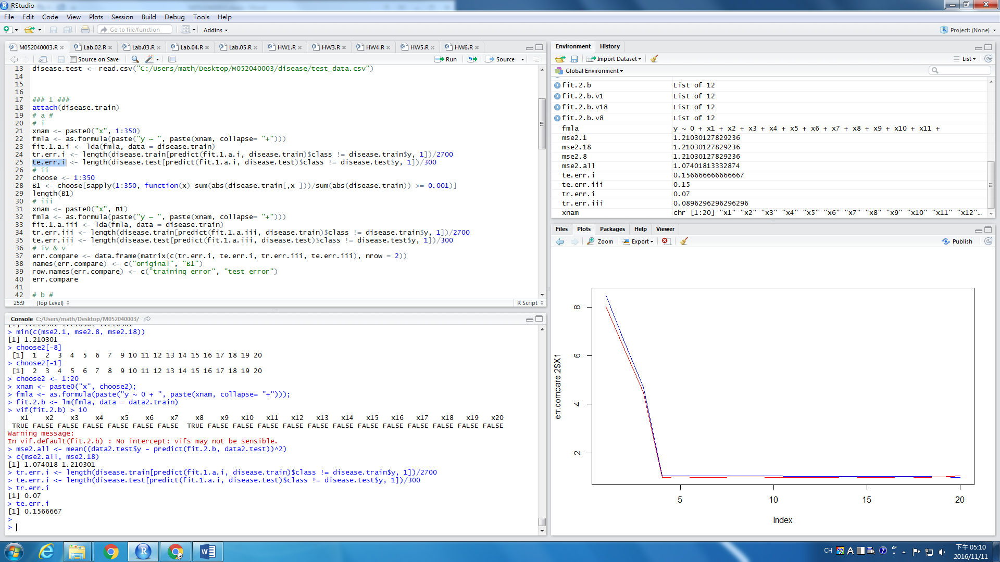 RStudio
File Edit Code View Plots Session Build Debug Tools Help
Go to file/function Addins Project: (None)
M052040003.R Lab.02.R Lab.03.R Lab.04.R Lab.05.R HW1.R HW3.R HW4.R HW5.R HW6.R
Source on Save Run Source
13 disease.test <- read.csv("C:/Users/math/Desktop/M052040003/disease/test_data.csv")
14
15
16
17 ### 1 ###
18 attach(disease.train)
19 # a #
20 # i
21 xnam <- paste0("x", 1:350)
22 fmla <- as.formula(paste("y ~ ", paste(xnam, collapse= "+")))
23 fit.1.a.i <- lda(fmla, data = disease.train)
24 tr.err.i <- length(disease.train[predict(fit.1.a.i, disease.train)$class != disease.train$y, 1])/2700
25 te.err.i <- length(disease.test[predict(fit.1.a.i, disease.test)$class != disease.test$y, 1])/300
26 # ii
27 choose <- 1:350
28 B1 <- choose[sapply(1:350, function(x) sum(abs(disease.train[,x ]))/sum(abs(disease.train)) >= 0.001)]
29 length(B1)
30 # iii
31 xnam <- paste0("x", B1)
32 fmla <- as.formula(paste("y ~ ", paste(xnam, collapse= "+")))
33 fit.1.a.iii <- lda(fmla, data = disease.train)
34 tr.err.iii <- length(disease.train[predict(fit.1.a.iii, disease.train)$class != disease.train$y, 1])/2700
35 te.err.iii <- length(disease.test[predict(fit.1.a.iii, disease.test)$class != disease.test$y, 1])/300
36 # iv & v
37 err.compare <- data.frame(matrix(c(tr.err.i, te.err.i, tr.err.iii, te.err.iii), nrow = 2))
38 names(err.compare) <- c("original", "B1")
39 row.names(err.compare) <- c("training error", "test error")
40 err.compare
41
42 # b #
25:9 (Top Level) R Script
Console C:/Users/math/Desktop/M052040003/
[1] 1.210301 1.210301 1.210301
> min(c(mse2.1, mse2.8, mse2.18))
[1] 1.210301
> choose2[-8]
[1] 1 2 3 4 5 6 7 9 10 11 12 13 14 15 16 17 18 19 20
> choose2[-1]
[1] 2 3 4 5 6 7 8 9 10 11 12 13 14 15 16 17 18 19 20
> choose2 <- 1:20
> xnam <- paste0("x", choose2);
> fmla <- as.formula(paste("y ~ 0 + ", paste(xnam, collapse= "+")));
> fit.2.b <- lm(fmla, data = data2.train)
> vif(fit.2.b) > 10
x1 x2 x3 x4 x5 x6 x7 x8 x9 x10 x11 x12 x13 x14 x15 x16 x17 x18 x19 x20
TRUE FALSE FALSE FALSE FALSE FALSE FALSE TRUE FALSE FALSE FALSE FALSE FALSE FALSE FALSE FALSE FALSE FALSE FALSE FALSE
Warning message:
In vif.default(fit.2.b) : No intercept: vifs may not be sensible.
> mse2.all <- mean((data2.test$y - predict(fit.2.b, data2.test))^2)
> c(mse2.all, mse2.18)
[1] 1.074018 1.210301
> tr.err.i <- length(disease.train[predict(fit.1.a.i, disease.train)$class != disease.train$y, 1])/2700
> te.err.i <- length(disease.test[predict(fit.1.a.i, disease.test)$class != disease.test$y, 1])/300
> tr.err.i
[1] 0.07
> te.err.i
[1] 0.1566667
>
>
Environment History
Import Dataset List
Global Environment
fit.2.b List of 12
fit.2.b.v1 List of 12
fit.2.b.v18 List of 12
fit.2.b.v8 List of 12
fmla y ~ 0 + x1 + x2 + x3 + x4 + x5 + x6 + x7 + x8 + x9 + x10 + x11 +
mse2.1 1.21030127829236
mse2.18 1.21030127829236
mse2.8 1.21030127829236
mse2.all 1.07401813332874
te.err.i 0.156666666666667
te.err.iii 0.15
tr.err.i 0.07
tr.err.iii 0.0896296296296296
xnam chr [1:20] "x1" "x2" "x3" "x4" "x5" "x6" "x7" "x8" "x9" "x10" "x11" "x12"...
Files Plots Packages Help Viewer
Zoom Export Publish
err.compare.2$X1
8
6
4
2
5 10 15 20
Index
CH 下午 05:10
2016/11/11